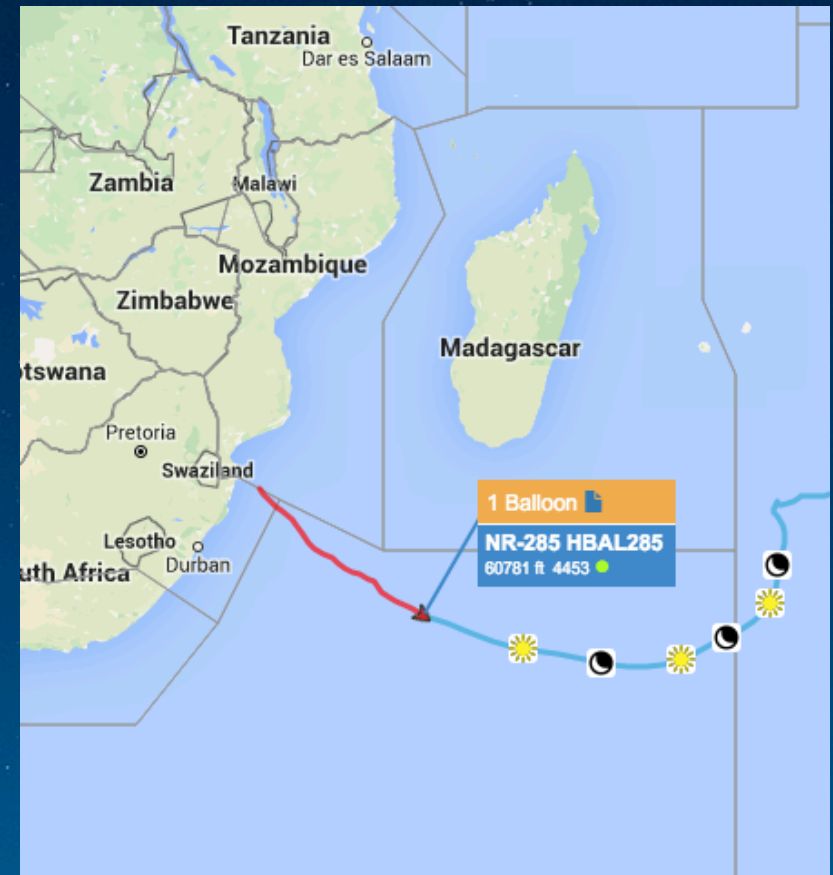 Tanzania
Dar es Salaam
Zambia
Malawi
Mozambique
Zimbabwe
tswana
Madagascar
Pretoria
Swaziland
1 Balloon
NR-285 HBAL285
60781 ft 4453
Lesotho
Durban
uth Africa